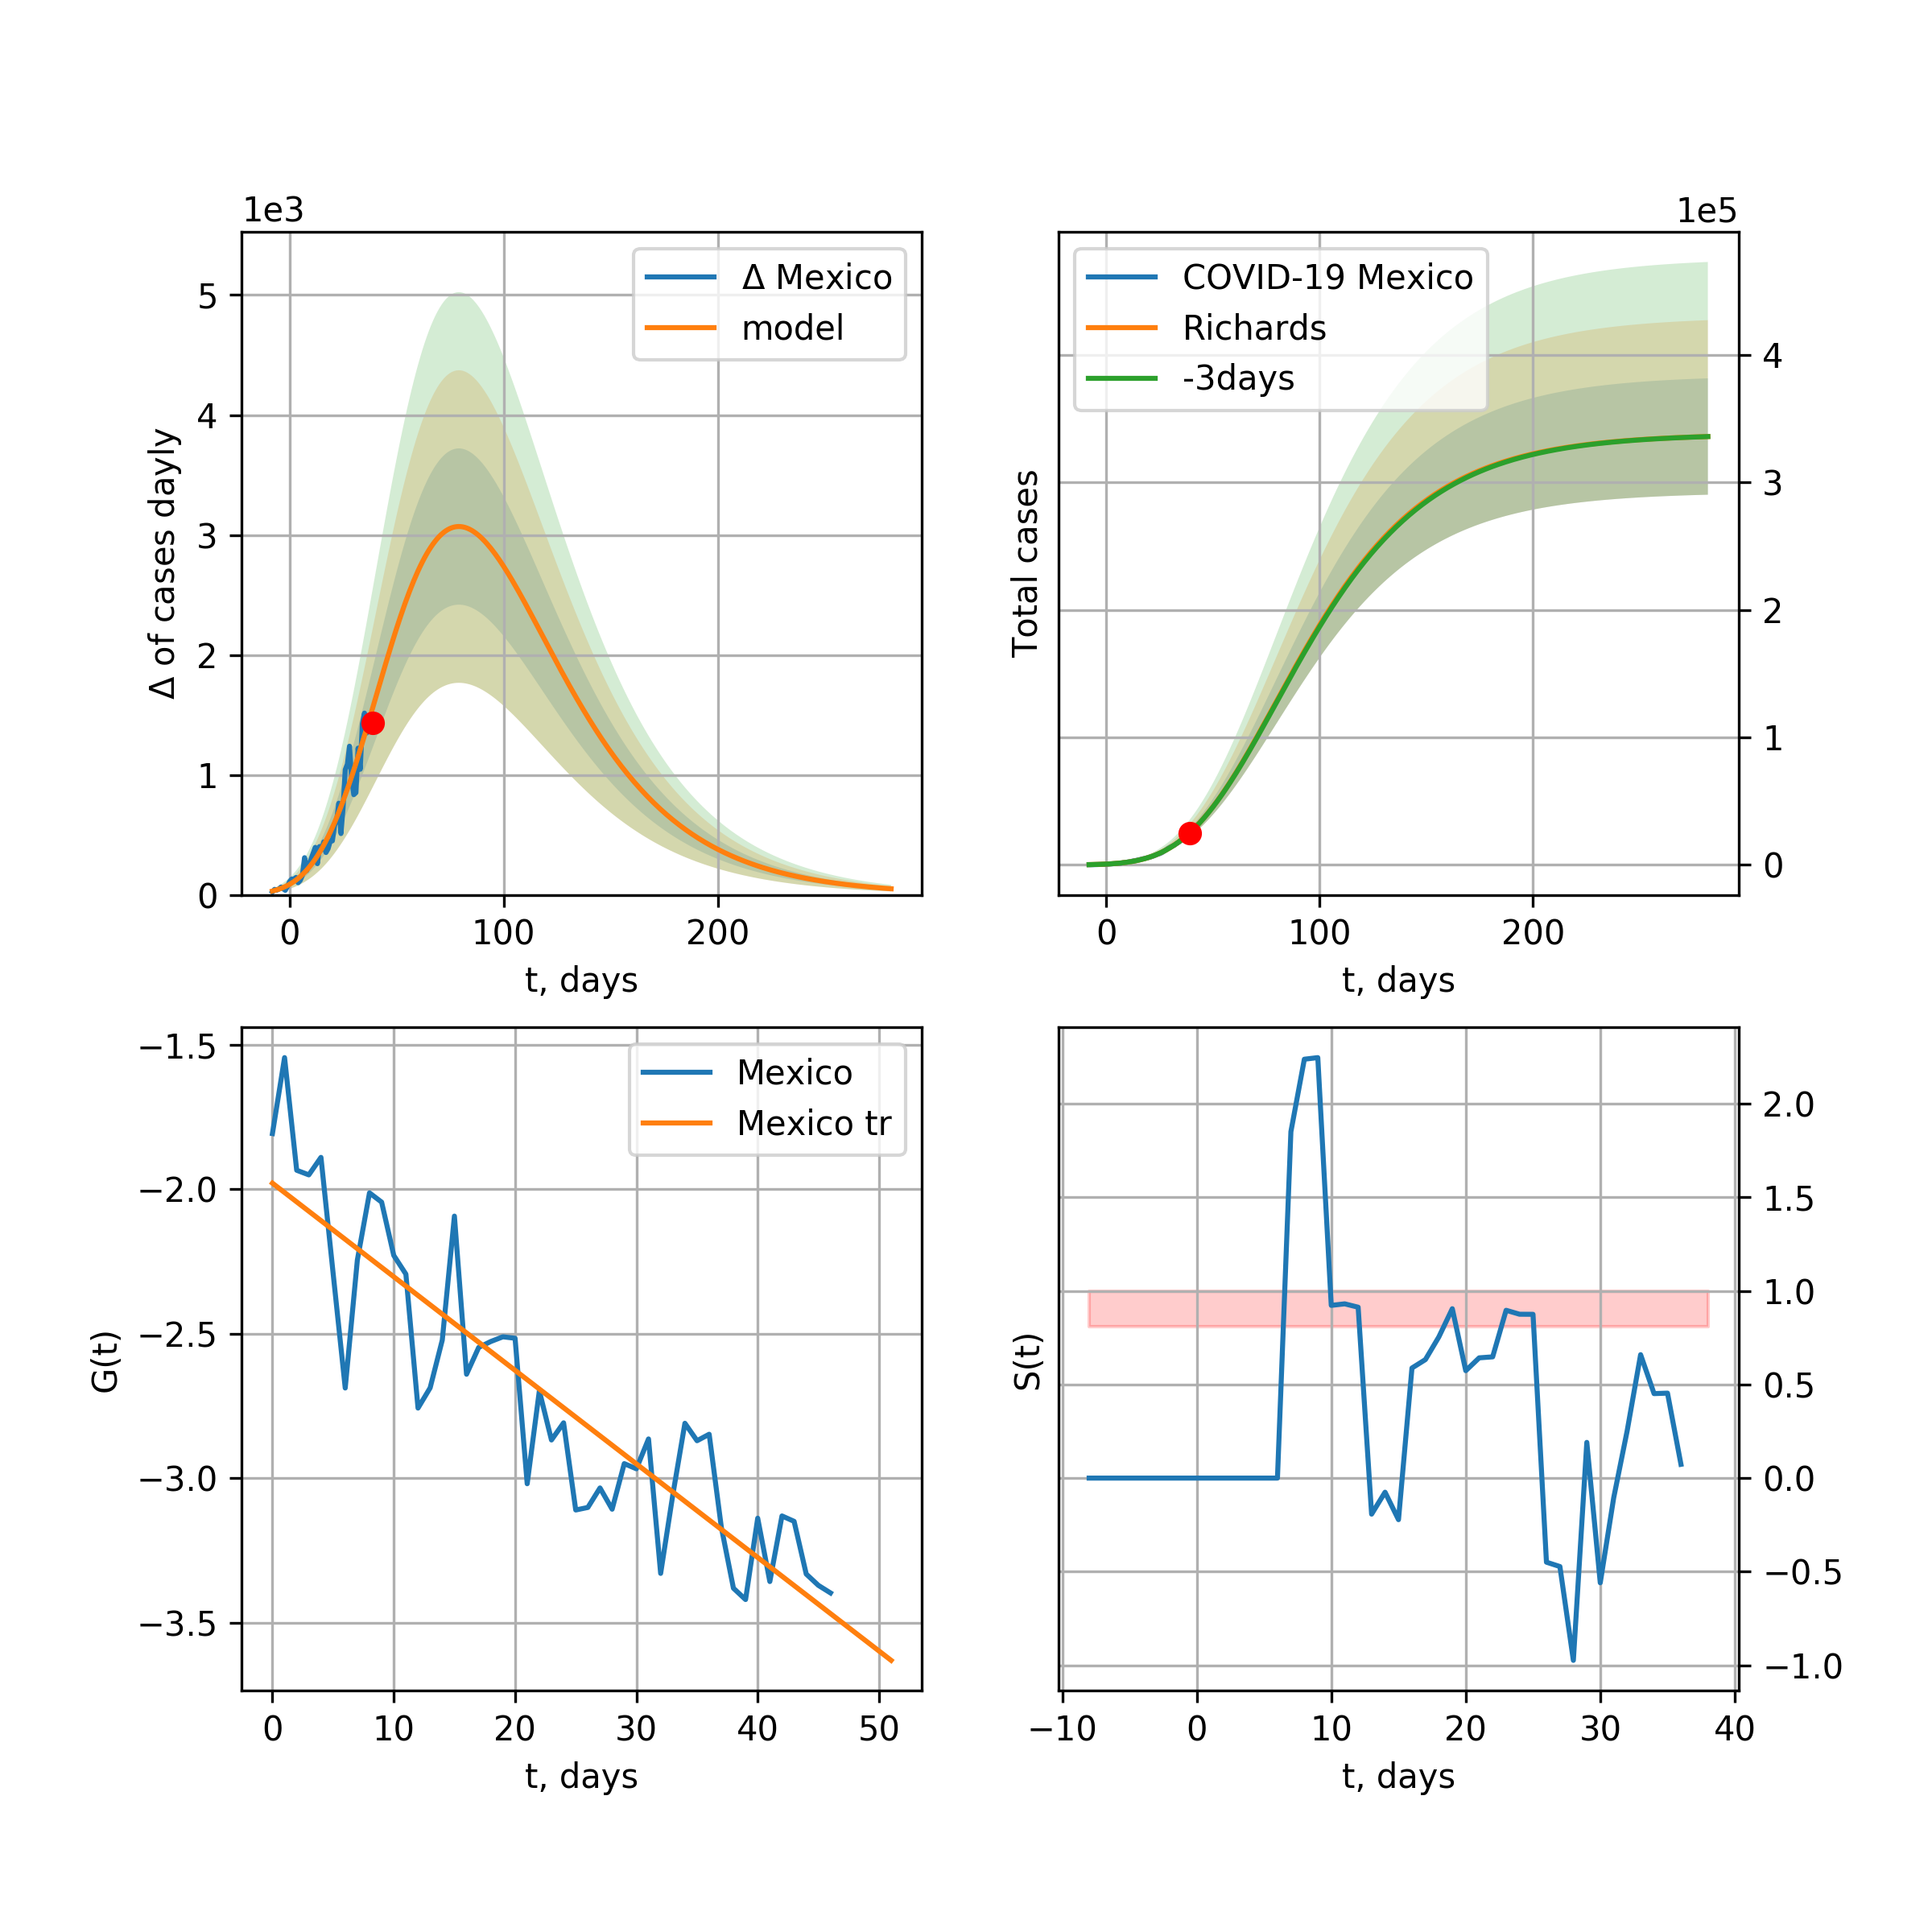 1e3
5
4
3
2
1
0
0
100
200
Δ of cases dayly
t, days
Δ Mexico
model
1e5
4
3
2
1
0
0
100
200
Total cases
t, days
COVID-19 Mexico
Richards
-3days
−1.5
−2.0
−2.5
−3.0
−3.5
0
10
20
30
40
50
G(t)
t, days
Mexico
Mexico tr
2.0
1.5
1.0
0.5
0.0
−0.5
−1.0
−10
0
10
20
30
40
S(t)
t, days